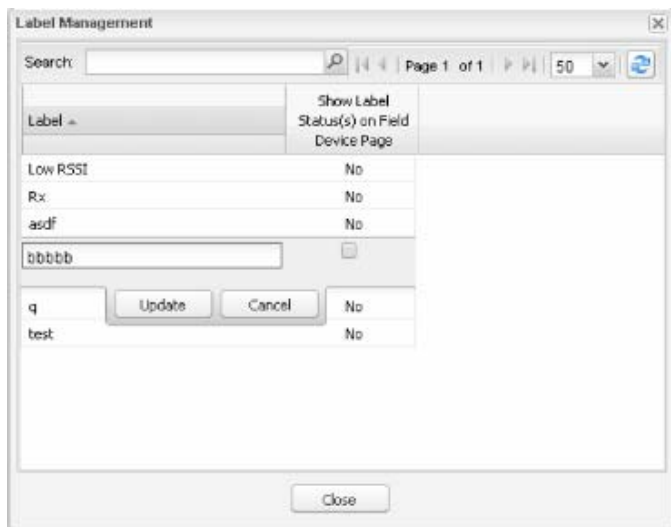 Label Management
Search:
Page 1 of 1
50
Label
Show Label
Status(s) on Field
Device Page
Low RSSI No
Rx No
asdf No
bbbbb
q No
Update Cancel
test No
Close